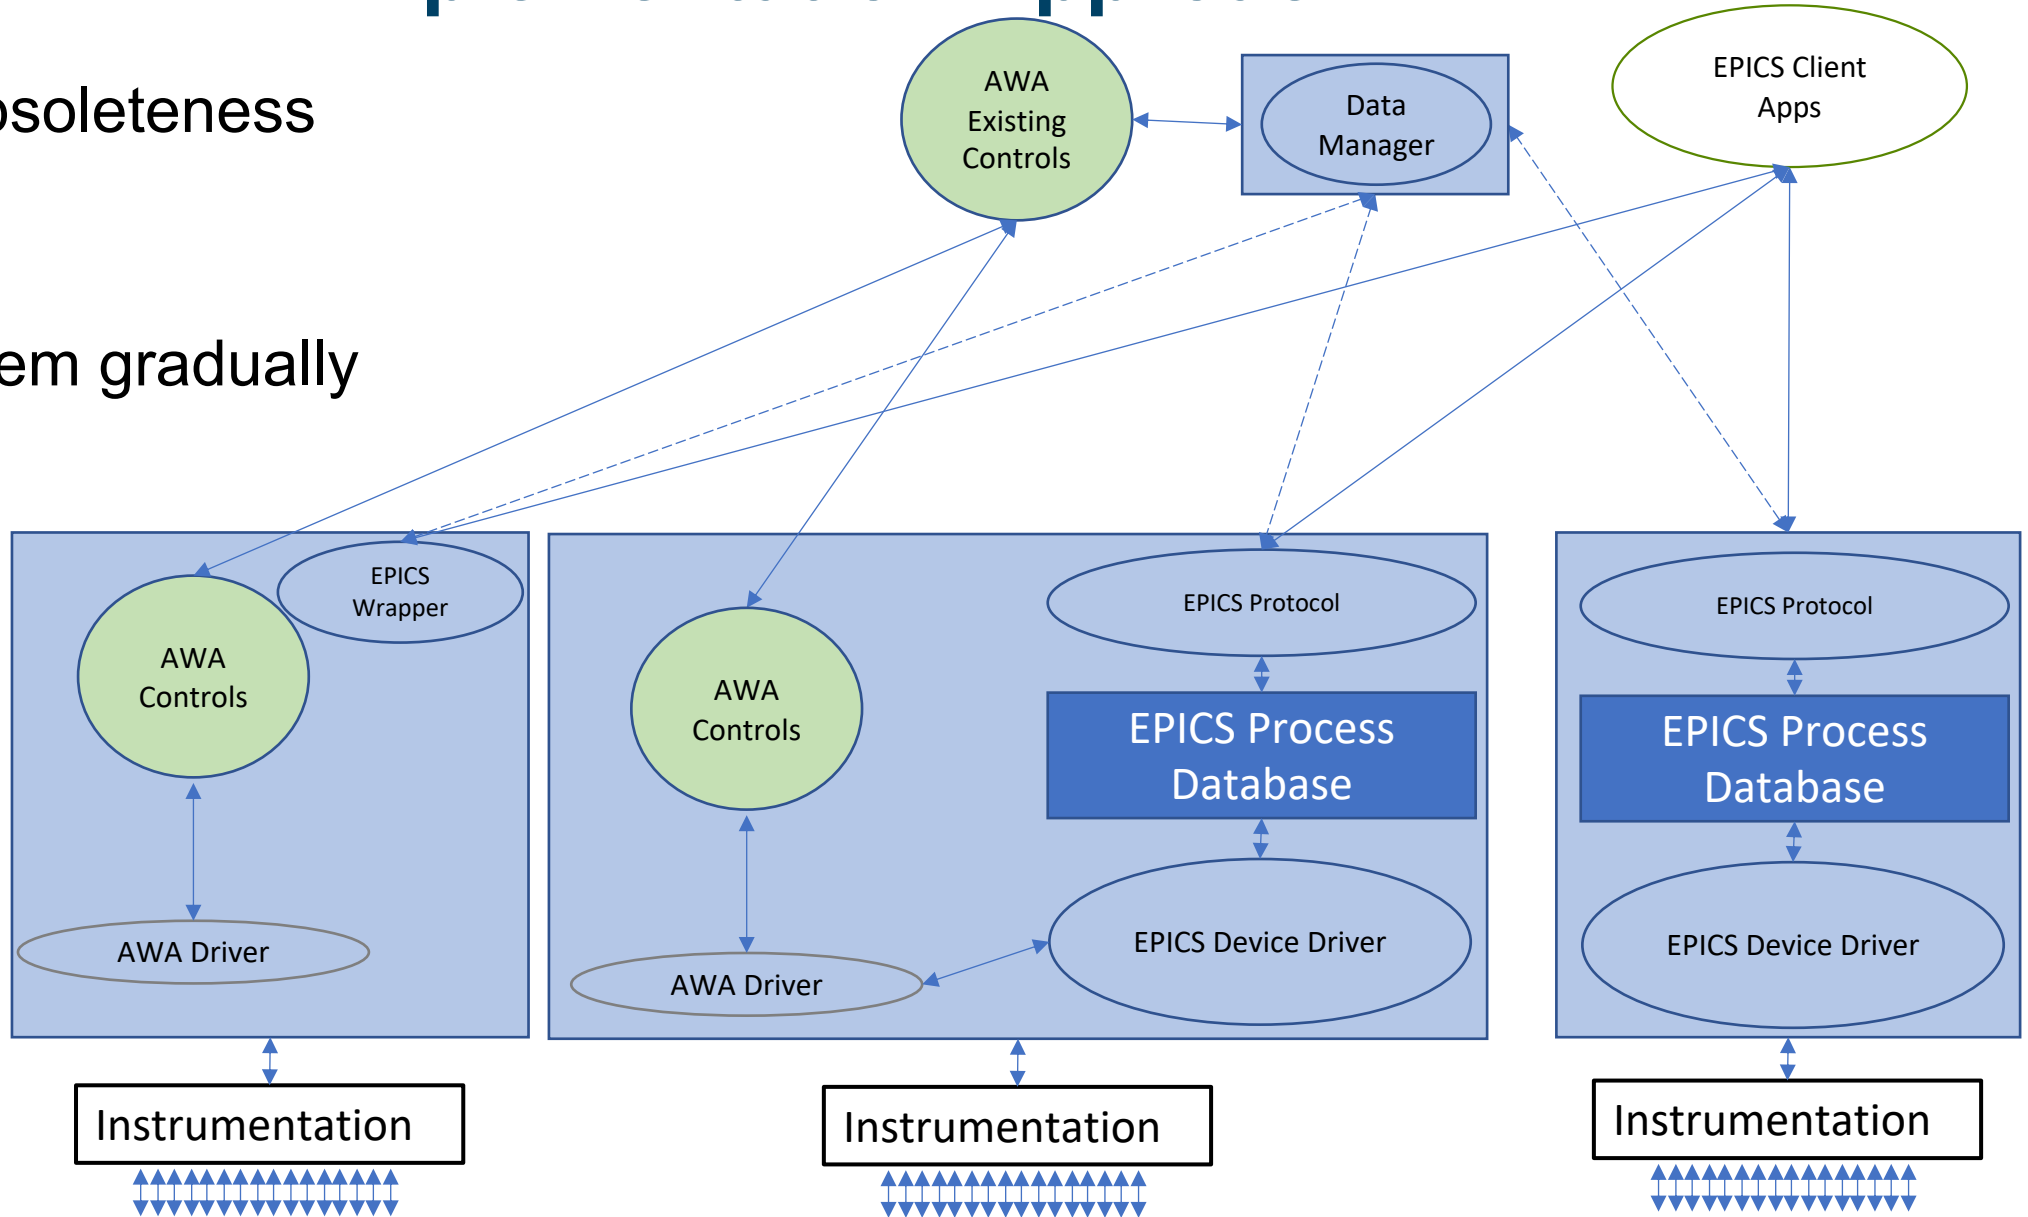 AWA
Existing
Controls
Data
Manager
EPICS Client
Apps
soleteness
em gradually
EPICS
Wrapper
AWA
Controls
AWA Driver
AWA
Controls
AWA Driver
EPICS Protocol
EPICS Process
Database
EPICS Device Driver
EPICS Protocol
EPICS Process
Database
EPICS Device Driver
Instrumentation
Instrumentation
Instrumentation